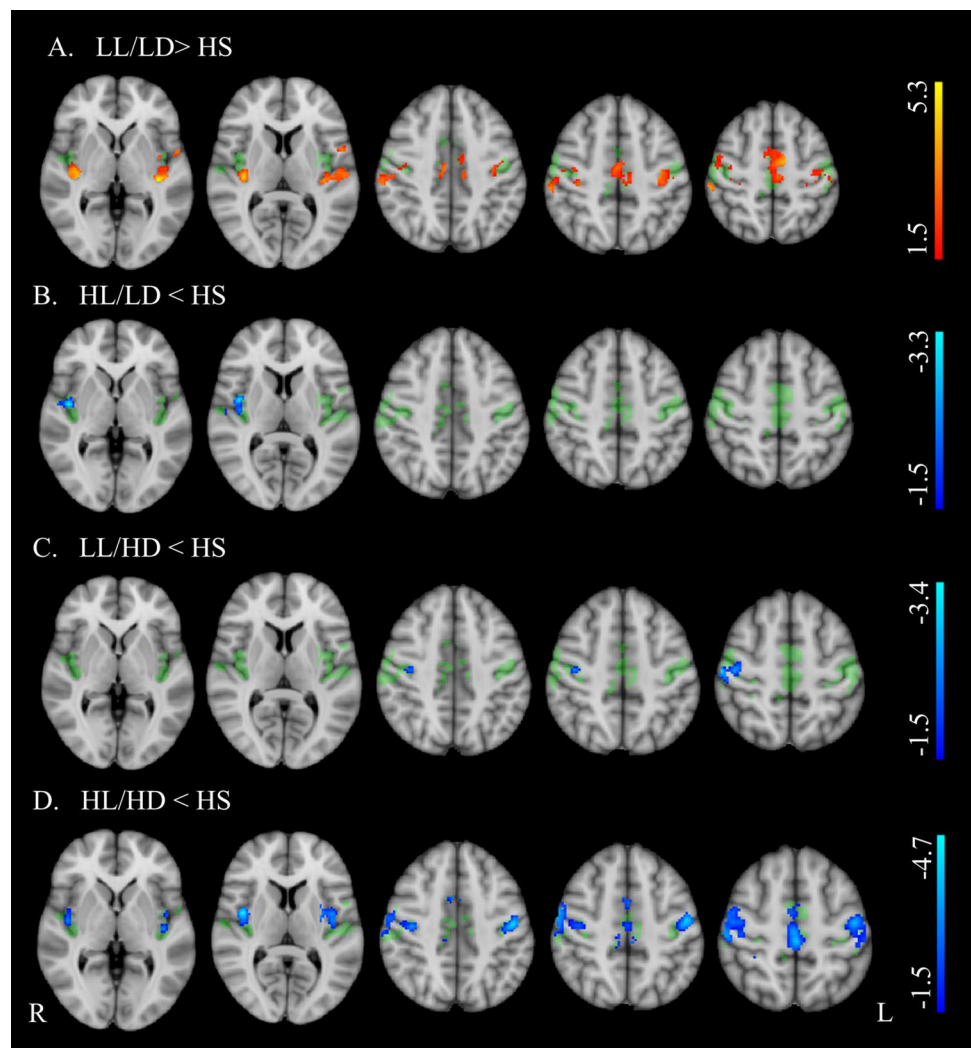 A. LL/LD> HS
5.3
1.5
B. HL/LD < HS
-3.3
-1.5
C. LL/HD < HS
-3.4
-1.5
D. HL/HD < HS
-4.7
-1.5
R L